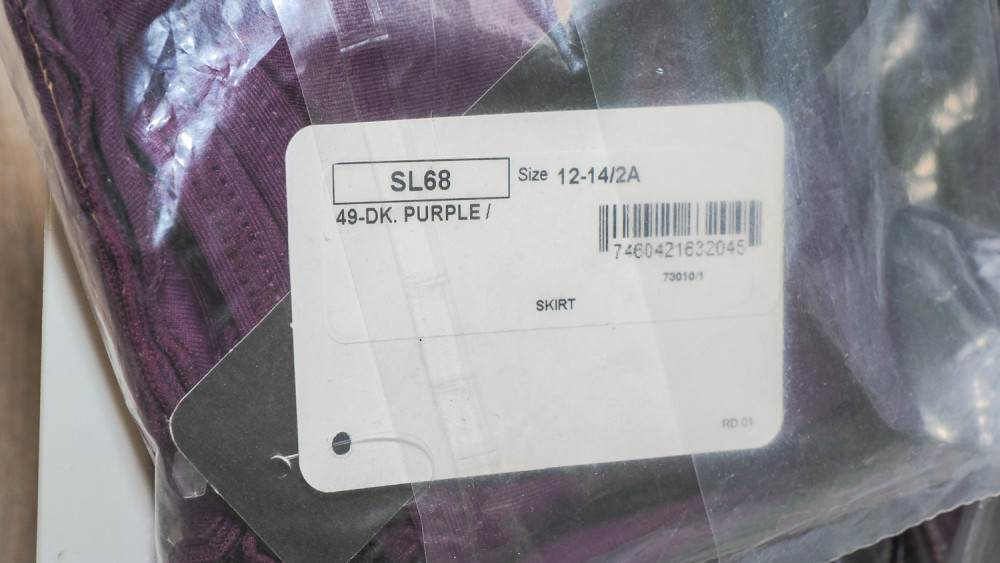 SL68 Size 12-14/2A
49-DK. PURPLE /
7460421632045
73010/1
SKIRT
RD 01